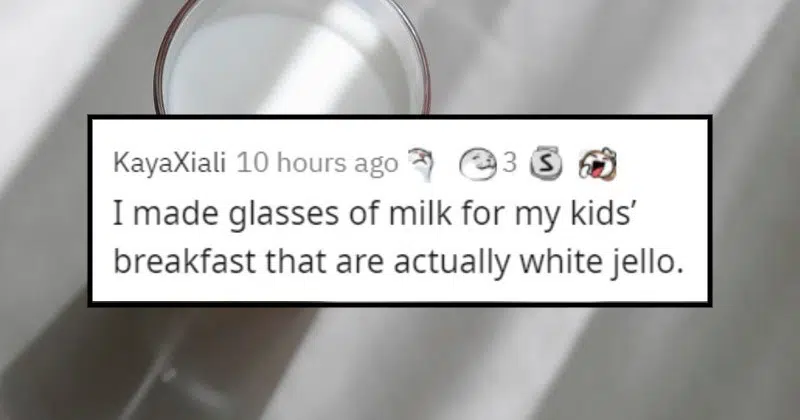 KayaXiali 10 hours ago 3 S
I made glasses of milk for my kids’
breakfast that are actually white jello.